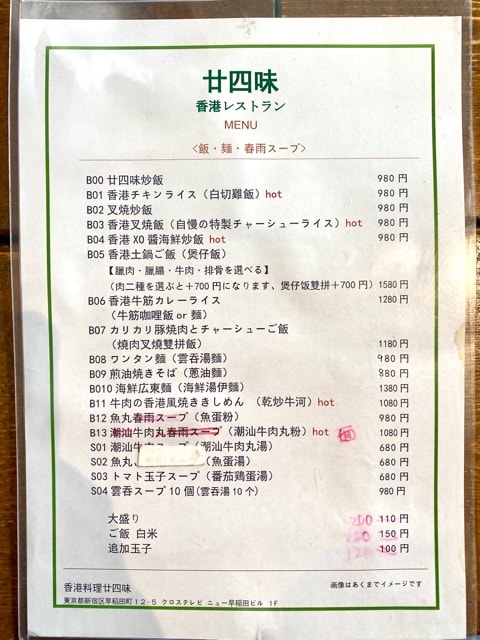 廿四味
香港レストラン
MENU
<飯・麺・春雨スープ>
B00 廿四味炒飯 980 円
B01 香港チキンライス（白切雞飯）hot 980 円
B02 叉焼炒飯 980 円
B03 香港叉焼飯（自慢の特製チャーシューライス）hot 980 円
B04 香港 XO 醬海鮮炒飯 hot 980 円
B05 香港土鍋ご飯（煲仔飯）
【臘肉・臘腸・牛肉・排骨を選べる】
（肉二種を選ぶと＋700 円になります、煲仔饭雙拼＋700 円）1580 円
B06 香港牛筋カレーライス 1280 円
（牛筋咖喱飯 or 麵）
B07 カリカリ豚焼肉とチャーシューご飯
（焼肉叉焼雙拼飯） 1180 円
B08 ワンタン麺（雲吞湯麵） 980 円
B09 煎油焼きそば（蔥油麵） 880 円
B010 海鮮広東麵（海鮮湯伊麵） 1380 円
B11 牛肉の香港風焼ききしめん （乾炒牛河）hot 1080 円
B12 魚丸春雨スープ（魚蛋粉） 980 円
B13 潮汕牛肉丸春雨スープ（潮汕牛肉丸粉）hot 1080 円
S01 潮汕牛肉スープ（潮汕牛肉丸湯） 680 円
S02 魚丸、（魚蛋湯） 680 円
S03 トマト玉子スープ（番茄鶏蛋湯） 680 円
S04 雲吞スープ 10 個(雲吞湯 10 个） 980 円
大盛り 200 110 円
ご飯 白米 200 150 円
追加玉子 120 100 円
香港料理廿四味
画像はあくまでイメージです
東京都新宿区早稲田町12-5 クロステレビ ニュー早稲田ビル 1F